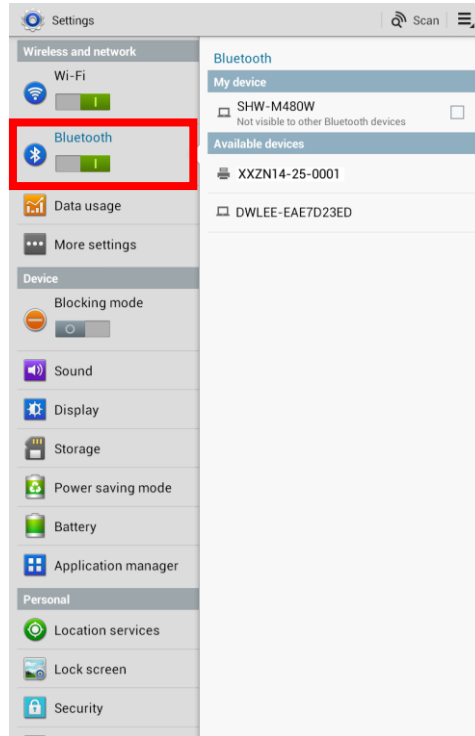 Settings
Scan
Wireless and network
Wi-Fi
Bluetooth
Data usage
More settings
Device
Blocking mode
Sound
Display
Storage
Power saving mode
Battery
Application manager
Personal
Location services
Lock screen
Security
Bluetooth
My device
SHW-M480W
Not visible to other Bluetooth devices
Available devices
XXZN14-25-0001
DWLEE-EAE7D23ED